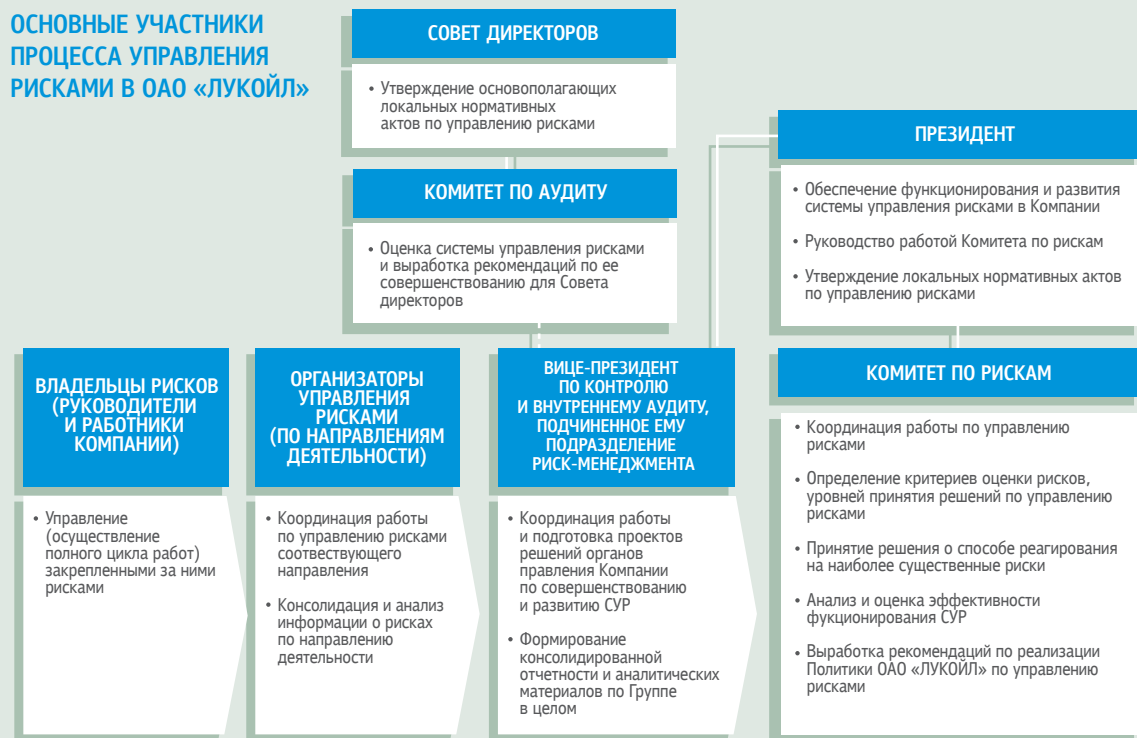 ОСНОВНЫЕ УЧАСТНИКИ
ПРОЦЕССА УПРАВЛЕНИЯ
РИСКАМИ В ОАО «ЛУКОЙЛ»
СОВЕТ ДИРЕКТОРОВ
• Утверждение основополагающих
локальных нормативных
актов по управлению рисками
КОМИТЕТ ПО АУДИТУ
• Оценка системы управления рисками
и выработка рекомендаций по ее
совершенствованию для Совета
директоров
ПРЕЗИДЕНТ
• Обеспечение функционирования и развития
системы управления рисками в Компании
• Руководство работой Комитета по рискам
• Утверждение локальных нормативных актов
по управлению рисками
ВЛАДЕЛЬЦЫ РИСКОВ
(РУКОВОДИТЕЛИ
И РАБОТНИКИ
КОМПАНИИ)
• Управление
(осуществление
полного цикла работ)
закрепленными за ними
рисками
ОРГАНИЗАТОРЫ
УПРАВЛЕНИЯ
РИСКАМИ
(ПО НАПРАВЛЕНИЯМ
ДЕЯТЕЛЬНОСТИ)
• Координация работы
по управлению рисками
соотвествующего
направления
• Консолидация и анализ
информации о рисках
по направлению
деятельности
ВИЦЕ-ПРЕЗИДЕНТ
ПО КОНТРОЛЮ
И ВНУТРЕННЕМУ АУДИТУ,
ПОДЧИНЕННОЕ ЕМУ
ПОДРАЗДЕЛЕНИЕ
РИСК-МЕНЕДЖМЕНТА
• Координация работы
и подготовка проектов
решений органов
правления Компании
по совершенствованию
и развитию СУР
• Формирование
консолидированной
отчетности и аналитических
материалов по Группе
в целом
КОМИТЕТ ПО РИСКАМ
• Координация работы по управлению
рисками
• Определение критериев оценки рисков,
уровней принятия решений по управлению
рисками
• Принятие решения о способе реагирования
на наиболее существенные риски
• Анализ и оценка эффективности
фукционирования СУР
• Выработка рекомендаций по реализации
Политики ОАО «ЛУКОЙЛ» по управлению
рисками